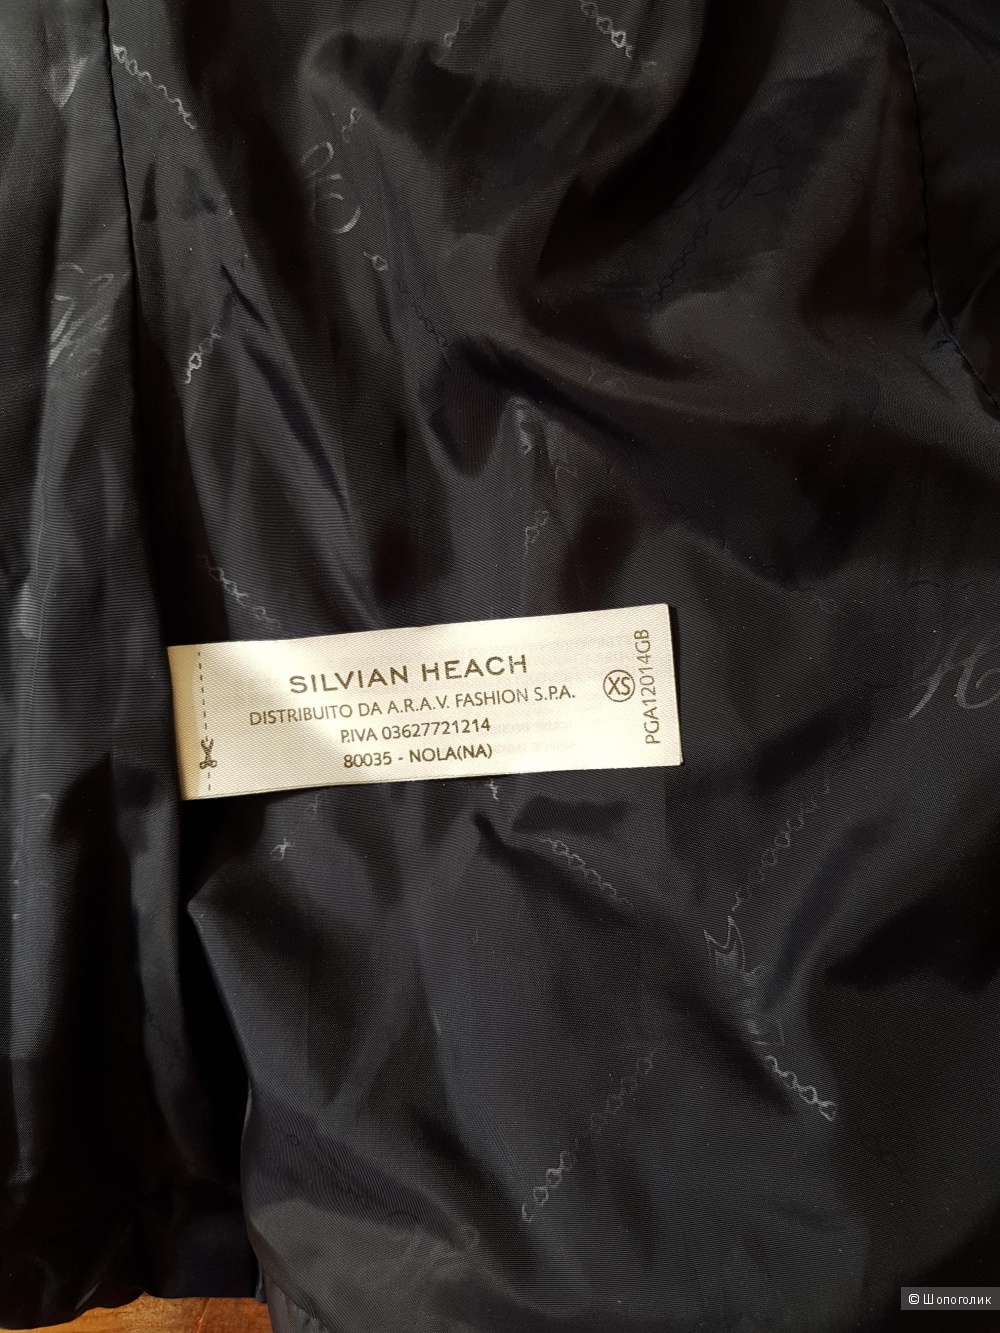 SILVIAN HEACH
DISTRIBUITO DA A.R.A.V. FASHION S.P.A.
P.IVA 03627721214
80035 - NOLA(NA)
XS
PGA12014GB
© Шопоголик